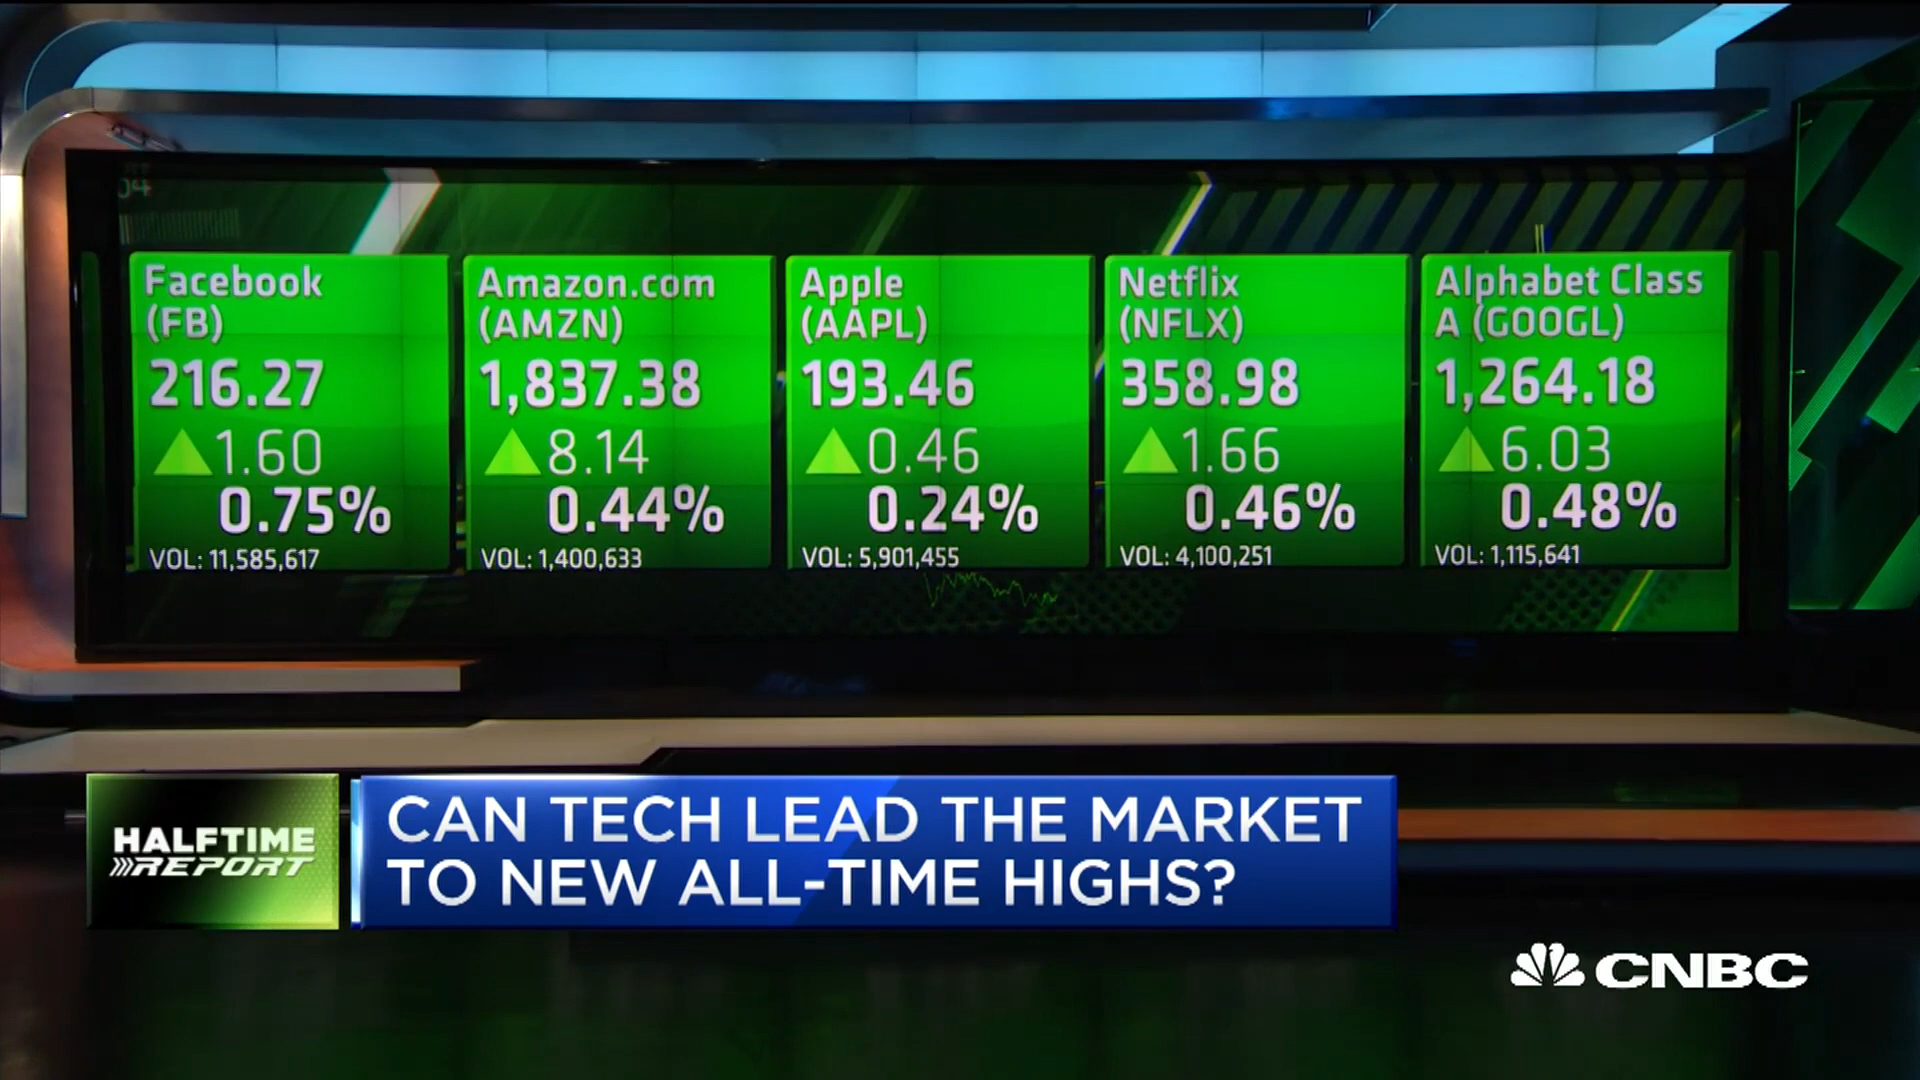 04
Facebook
(FB)
216.27
1.60
0.75%
VOL: 11,585,617
Amazon.com
(AMZN)
1,837.38
8.14
0.44%
VOL: 1,400,633
Apple
(AAPL)
193.46
0.46
0.24%
VOL: 5,901,455
Netflix
(NFLX)
358.98
1.66
0.46%
VOL: 4,100,251
Alphabet Class
A (GOOGL)
1,264.18
6.03
0.48%
VOL: 1,115,641
HALFTIME
REPORT
CAN TECH LEAD THE MARKET
TO NEW ALL-TIME HIGHS?
CNBC